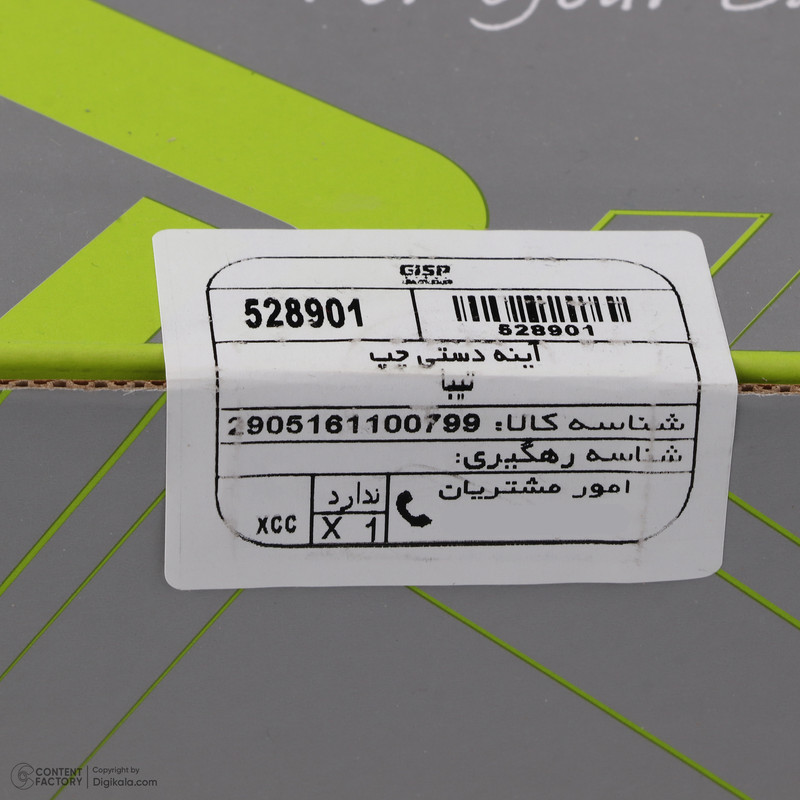 Your
GISP
528901
528901
آینه دستی چپ
تیبا
شناسه کالا: 2905161100799
شناسه رهگیری:
امور مشتریان
ندارد
XCC
X 1
CONTENT FACTORY
Copyright by
Digikala.com